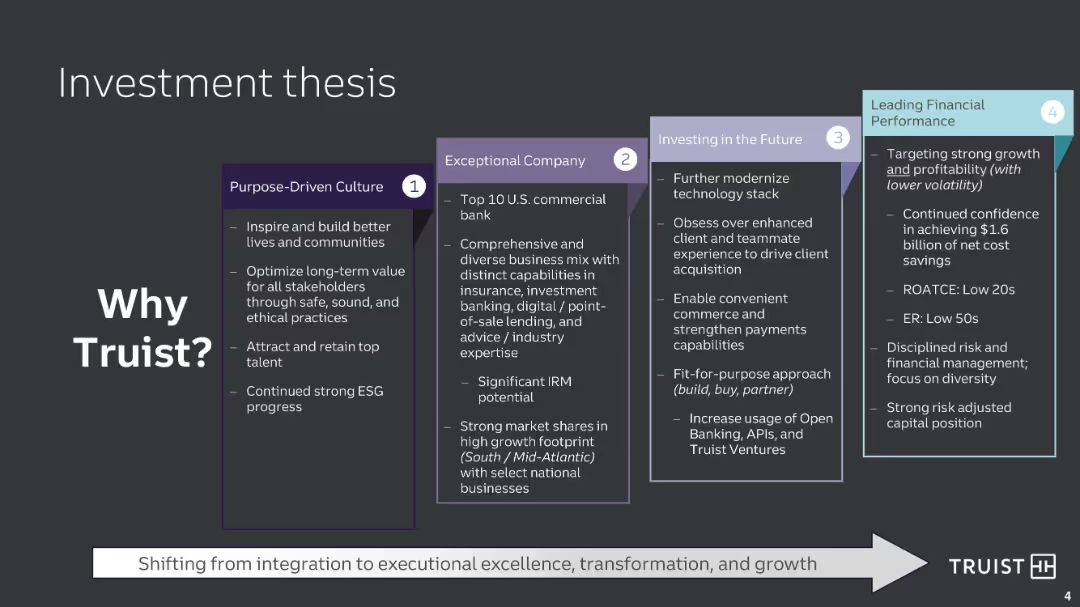 Investment thesis
Why
Truist?
Purpose-Driven Culture 1
– Inspire and build better
lives and communities
– Optimize long-term value
for all stakeholders
through safe, sound, and
ethical practices
– Attract and retain top
talent
– Continued strong ESG
progress
Exceptional Company 2
– Top 10 U.S. commercial
bank
– Comprehensive and
diverse business mix with
distinct capabilities in
insurance, investment
banking, digital / point-
of-sale lending, and
advice / industry
expertise
– Significant IRM
potential
– Strong market shares in
high growth footprint
(South / Mid-Atlantic)
with select national
businesses
Investing in the Future 3
– Further modernize
technology stack
– Obsess over enhanced
client and teammate
experience to drive client
acquisition
– Enable convenient
commerce and
strengthen payments
capabilities
– Fit-for-purpose approach
(build, buy, partner)
– Increase usage of Open
Banking, APIs, and
Truist Ventures
Leading Financial
Performance 4
– Targeting strong growth
and profitability (with
lower volatility)
– Continued confidence
in achieving $1.6
billion of net cost
savings
– ROATCE: Low 20s
– ER: Low 50s
– Disciplined risk and
financial management;
focus on diversity
– Strong risk adjusted
capital position
Shifting from integration to executional excellence, transformation, and growth
TRUIST
4